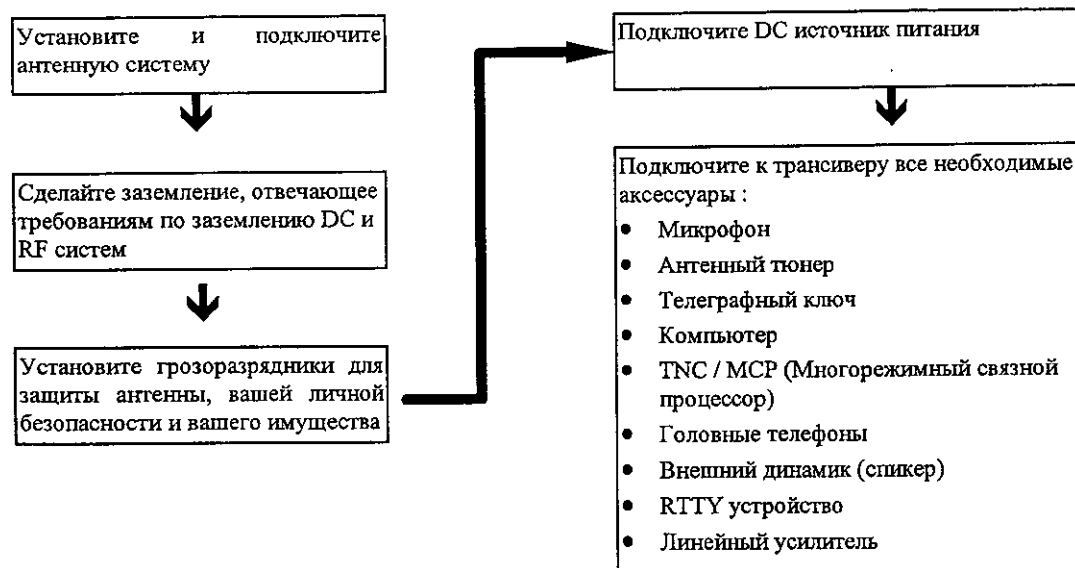 Установите и подключите
антенную систему
Сделайте заземление, отвечающее
требованиям по заземлению DC и
RF систем
Установите грозоразрядники для
защиты антенны, вашей личной
безопасности и вашего имущества
Подключите DC источник питания
Подключите к трансиверу все необходимые
аксессуары :
• Микрофон
• Антенный тюнер
• Телеграфный ключ
• Компьютер
• TNC / MCP (Многорежимный связной
процессор)
• Головные телефоны
• Внешний динамик (спикер)
• RTTY устройство
• Линейный усилитель